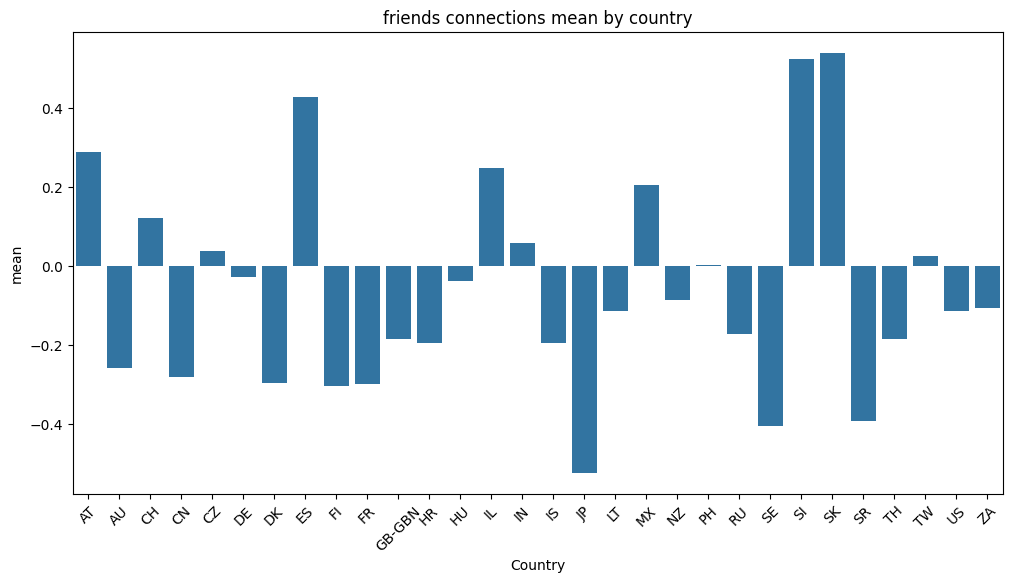 friends connections mean by country
mean
0.4
0.2
0.0
−0.2
−0.4
AT AU CH CN CZ DE DK ES FI FR GB-GBN HR HU IL IN IS JP LT MX NZ PH RU SE SI SK SR TH TW US ZA
Country